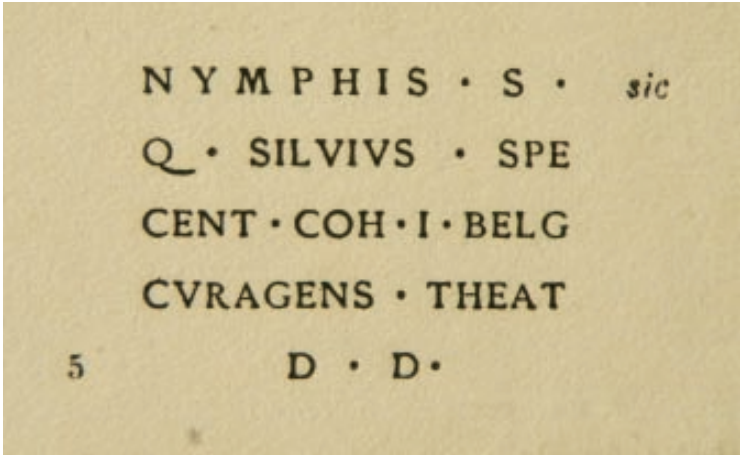 NYMPHIS · S · sic
Q · SILVIVS · SPE
CENT · COH · I · BELG
CVRAGENS · THEAT
5 D · D ·